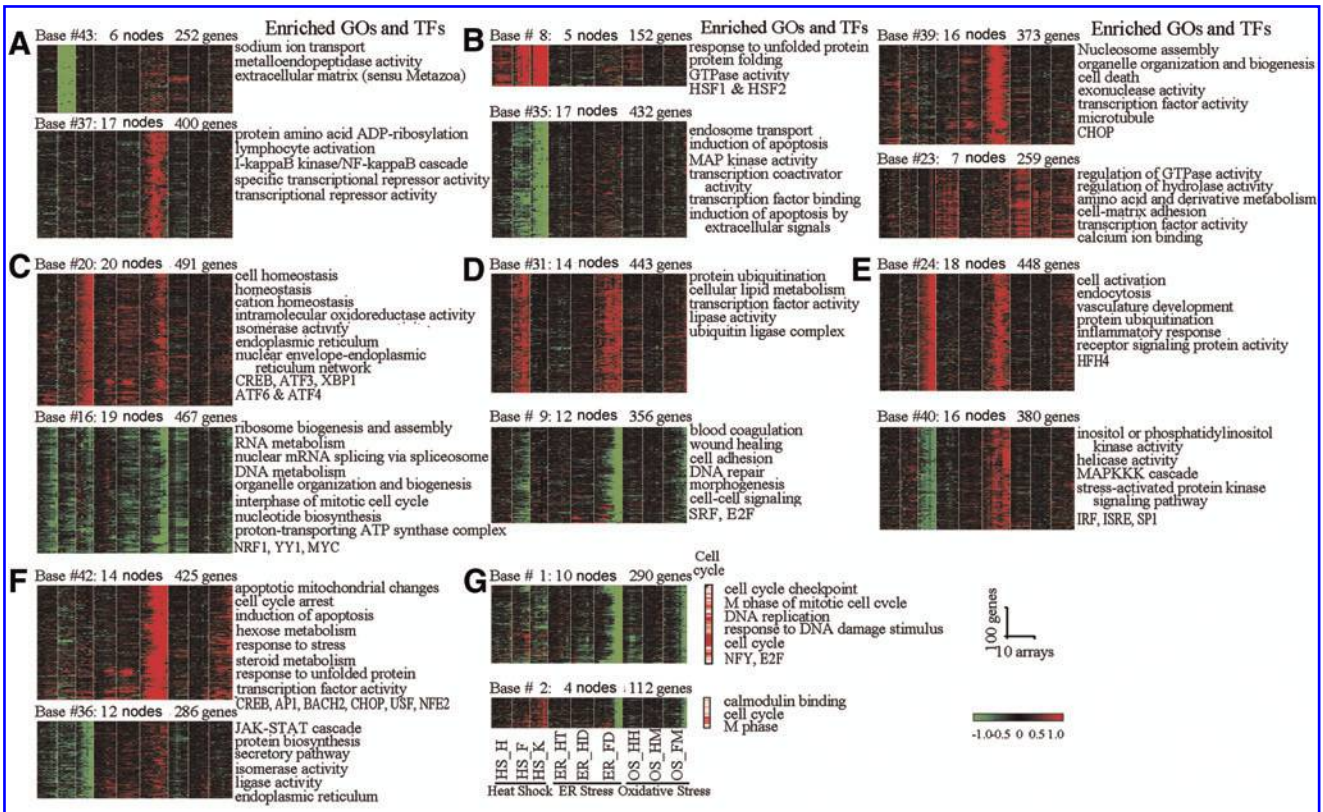 A
Enriched GOs and TFs
Base #43: 6 nodes 252 genes
sodium ion transport
metalloendopeptidase activity
extracellular matrix (sensu Metazoa)
Base #37: 17 nodes 400 genes
protein amino acid ADP-ribosylation
lymphocyte activation
I-kappaB kinase/NF-kappaB cascade
specific transcriptional repressor activity
transcriptional repressor activity
B
Base # 8: 5 nodes 152 genes
response to unfolded protein
protein folding
GTPase activity
HSF1 & HSF2
Base #35: 17 nodes 432 genes
endosome transport
induction of apoptosis
MAP kinase activity
transcription coactivator
activity
transcription factor binding
induction of apoptosis by
extracellular signals
Enriched GOs and TFs
Base #39: 16 nodes 373 genes
Nucleosome assembly
organelle organization and biogenesis
cell death
exonuclease activity
transcription factor activity
microtubule
CHOP
Base #23: 7 nodes 259 genes
regulation of GTPase activity
regulation of hydrolase activity
amino acid and derivative metabolism
cell-matrix adhesion
transcription factor activity
calcium ion binding
C
Base #20: 20 nodes 491 genes
cell homeostasis
homeostasis
cation homeostasis
intramolecular oxidoreductase activity
isomerase activity
endoplasmic reticulum
nuclear envelope-endoplasmic
reticulum network
CREB, ATF3, XBP1
ATF6 & ATF4
Base #16: 19 nodes 467 genes
ribosome biogenesis and assembly
RNA metabolism
nuclear mRNA splicing via spliceosome
DNA metabolism
organelle organization and biogenesis
interphase of mitotic cell cycle
nucleotide biosynthesis
proton-transporting ATP synthase complex
NRF1, YY1, MYC
D
Base #31: 14 nodes 443 genes
protein ubiquitination
cellular lipid metabolism
transcription factor activity
lipase activity
ubiquitin ligase complex
Base # 9: 12 nodes 356 genes
blood coagulation
wound healing
cell adhesion
DNA repair
morphogenesis
cell-cell signaling
SRF, E2F
E
Base #24: 18 nodes 448 genes
cell activation
endocytosis
vasculature development
protein ubiquitination
inflammatory response
receptor signaling protein activity
HFH4
Base #40: 16 nodes 380 genes
inositol or phosphatidylinositol
kinase activity
helicase activity
MAPKKK cascade
stress-activated protein kinase
signaling pathway
IRF, ISRE, SP1
F
Base #42: 14 nodes 425 genes
apoptotic mitochondrial changes
cell cycle arrest
induction of apoptosis
hexose metabolism
response to stress
steroid metabolism
response to unfolded protein
transcription factor activity
CREB, AP1, BACH2, CHOP, USF, NFE2
Base #36: 12 nodes 286 genes
JAK-STAT cascade
protein biosynthesis
secretory pathway
isomerase activity
ligase activity
endoplasmic reticulum
G
Base # 1: 10 nodes 290 genes
Cell
cycle
cell cycle checkpoint
M phase of mitotic cell cycle
DNA replication
response to DNA damage stimulus
cell cycle
NFY, E2F
Base # 2: 4 nodes 112 genes
calmodulin binding
cell cycle
M phase
HS_H
HS_F
HS_K
ER_HT
ER_HD
ER_FD
OS_HH
OS_HM
OS_FM
Heat Shock ER Stress Oxidative Stress
100 genes
10 arrays
-1.0 -0.5 0 0.5 1.0